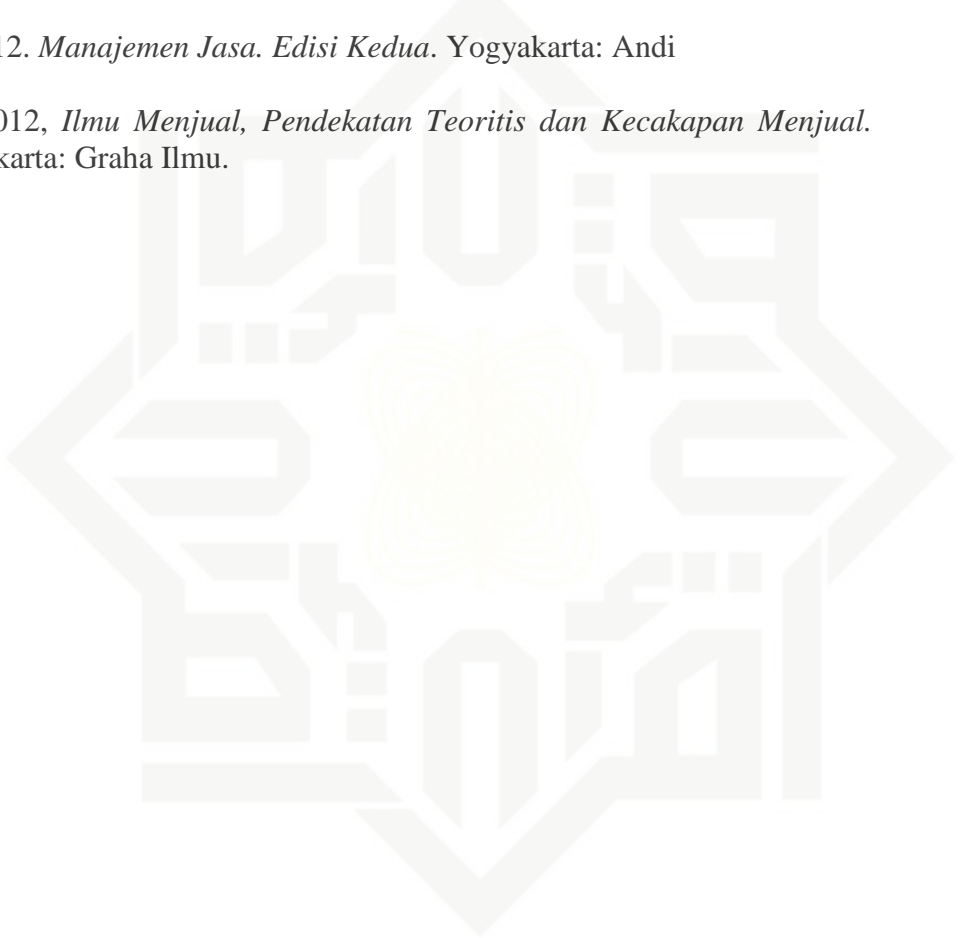 12. Manajemen Jasa. Edisi Kedua. Yogyakarta: Andi
012, Ilmu Menjual, Pendekatan Teoritis dan Kecakapan Menjual.
karta: Graha Ilmu.